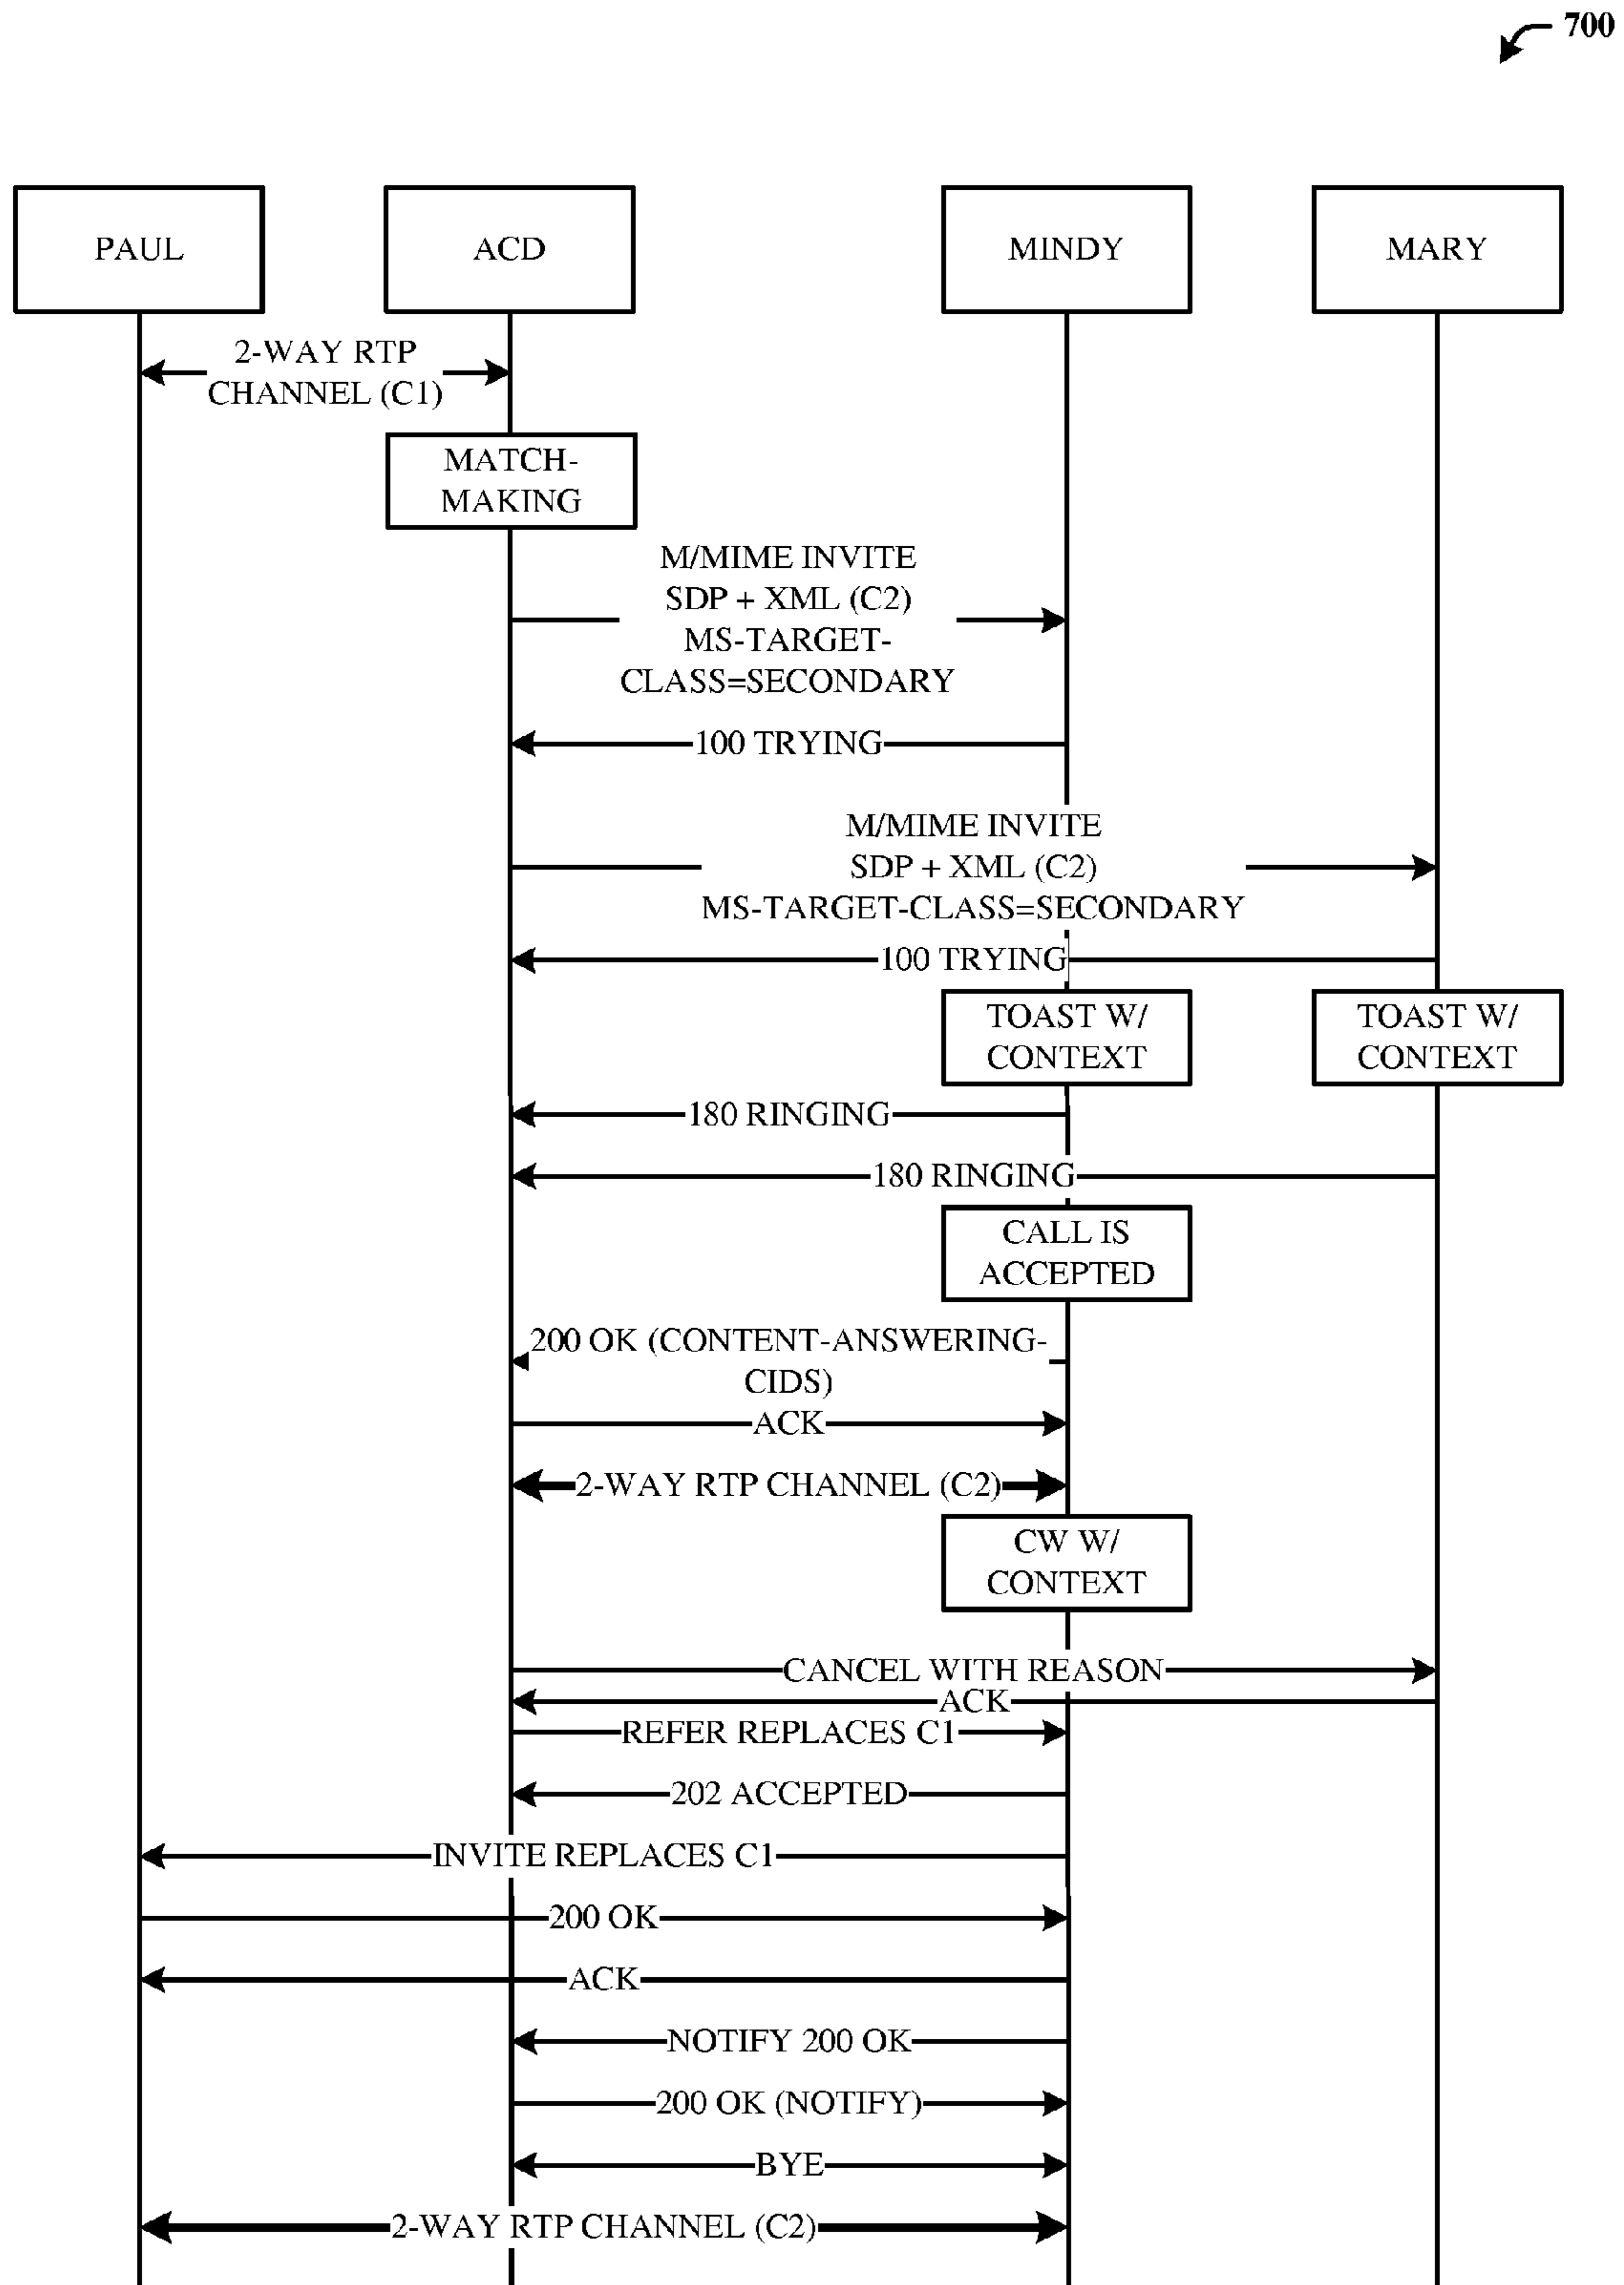 700
PAUL
ACD
MINDY
MARY
2-WAY RTP
CHANNEL (C1)
MATCH-
MAKING
M/MIME INVITE
SDP + XML (C2)
MS-TARGET-
CLASS=SECONDARY
100 TRYING
M/MIME INVITE
SDP + XML (C2)
MS-TARGET-CLASS=SECONDARY
100 TRYING
TOAST W/
CONTEXT
TOAST W/
CONTEXT
180 RINGING
180 RINGING
CALL IS
ACCEPTED
200 OK (CONTENT-ANSWERING-
CIDS)
ACK
2-WAY RTP CHANNEL (C2)
CW W/
CONTEXT
CANCEL WITH REASON
ACK
REFER REPLACES C1
202 ACCEPTED
INVITE REPLACES C1
200 OK
ACK
NOTIFY 200 OK
200 OK (NOTIFY)
BYE
2-WAY RTP CHANNEL (C2)